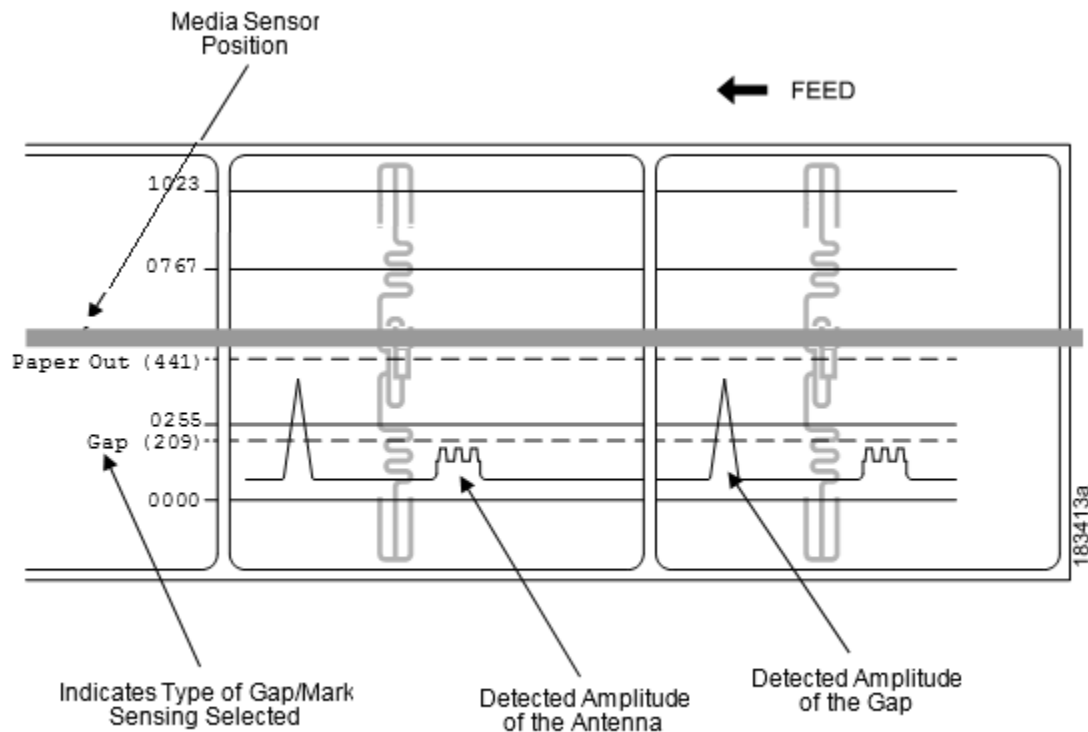 Media Sensor
Position
FEED
1023
0767
Paper Out (441)
0255
Gap (209)
0000
183413a
Indicates Type of Gap/Mark
Sensing Selected
Detected Amplitude
of the Antenna
Detected Amplitude
of the Gap